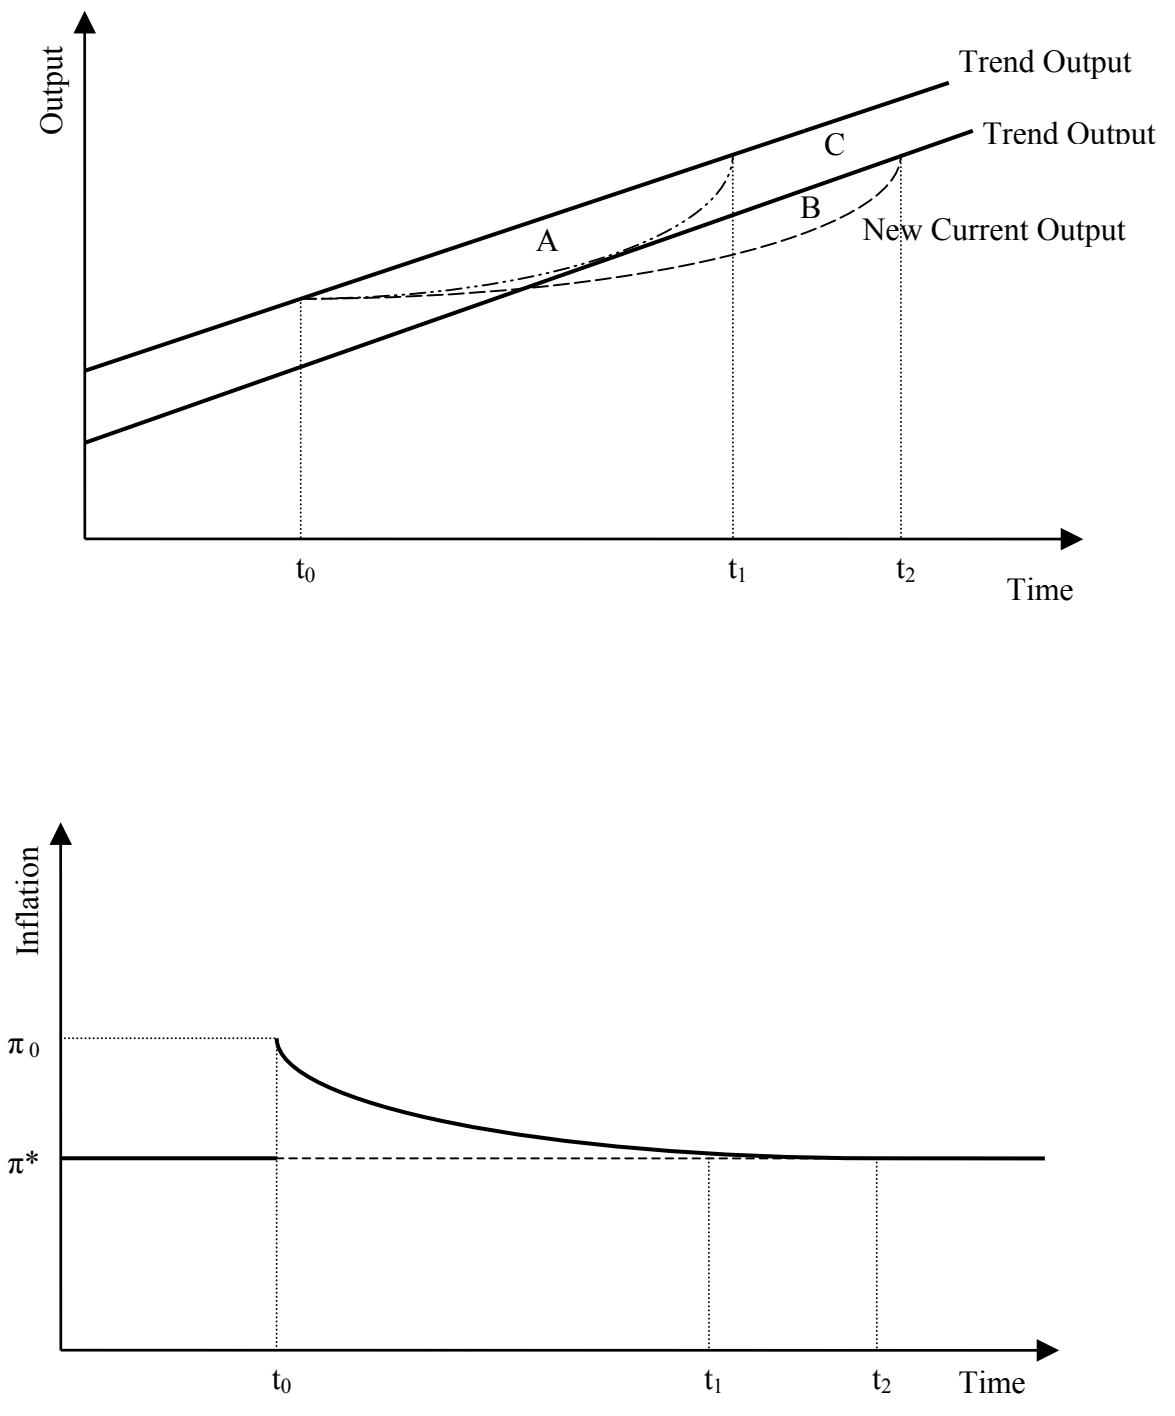 Output
Trend Output
Trend Output
C
B
A
New Current Output
t0
t1
t2
Time
Inflation
π 0
π*
t0
t1
t2
Time